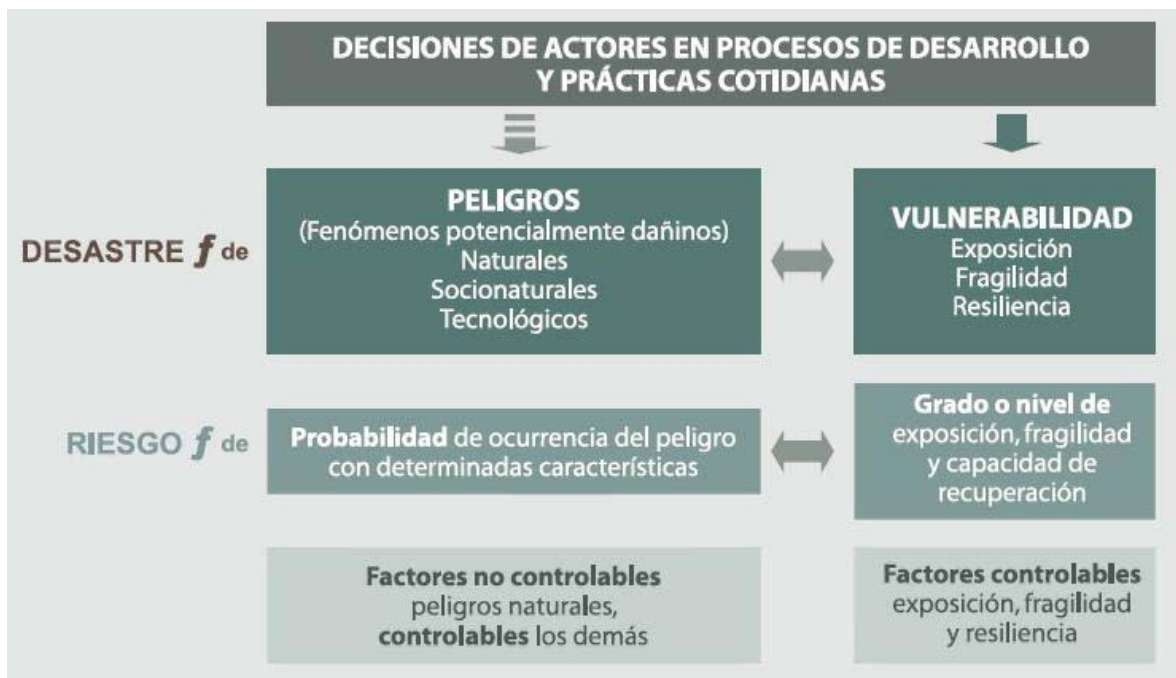 DECISIONES DE ACTORES EN PROCESOS DE DESARROLLO
Y PRÁCTICAS COTIDIANAS
DESASTRE ƒ de
PELIGROS
(Fenómenos potencialmente dañinos)
Naturales
Socionaturales
Tecnológicos
VULNERABILIDAD
Exposición
Fragilidad
Resiliencia
RIESGO ƒ de
Probabilidad de ocurrencia del peligro
con determinadas características
Grado o nivel de
exposición, fragilidad
y capacidad de
recuperación
Factores no controlables
peligros naturales,
controlables los demás
Factores controlables
exposición, fragilidad
y resiliencia